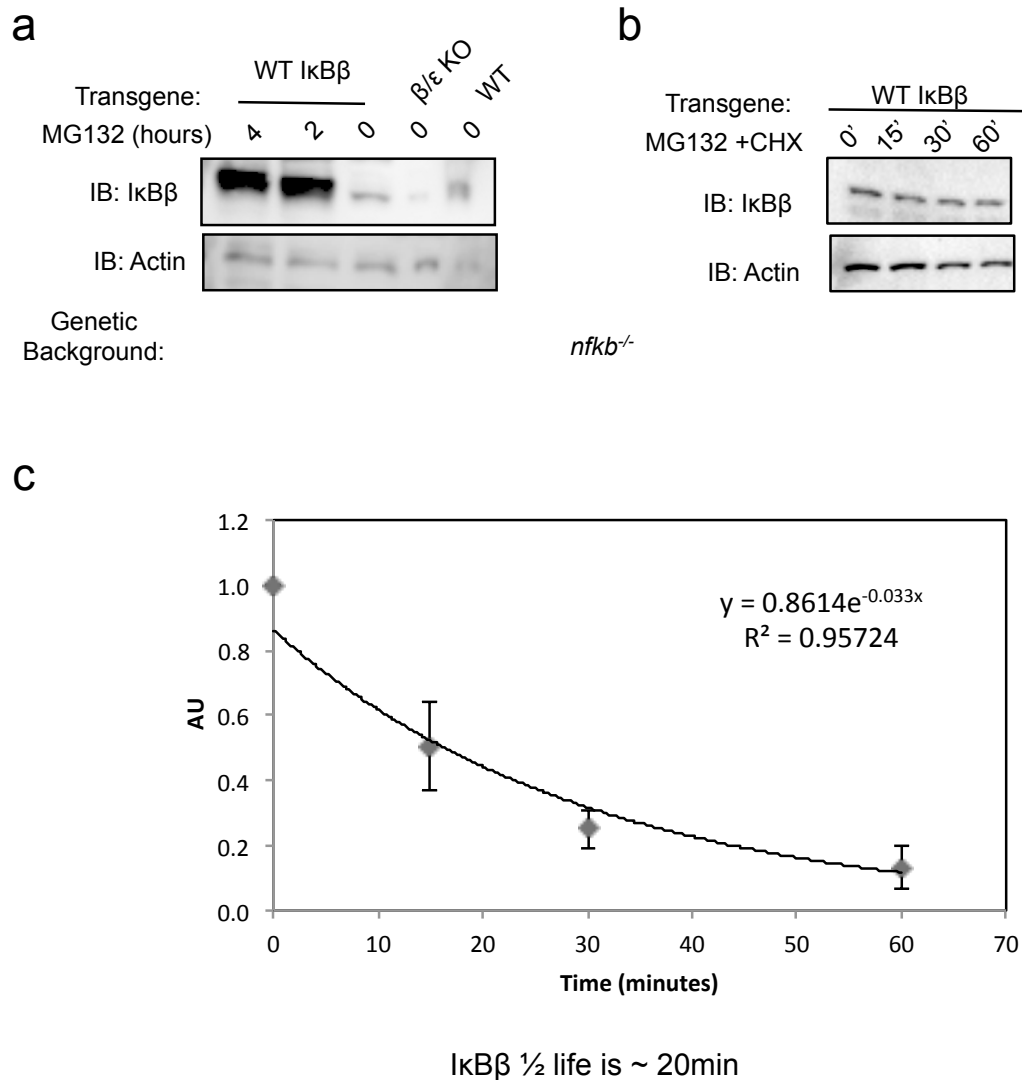 a
WT IκBβ
β/ε KO
WT
Transgene:
MG132 (hours)
4 2 0 0 0
IB: IκBβ
IB: Actin
Genetic
Background:
nfkb-/-
b
Transgene:
WT IκBβ
MG132 +CHX
0' 15' 30' 60'
IB: IκBβ
IB: Actin
c
1.2
1.0
0.8
0.6
0.4
0.2
0.0
AU
y = 0.8614e-0.033x
R² = 0.95724
0 10 20 30 40 50 60 70
Time (minutes)
IκBβ ½ life is ~ 20min